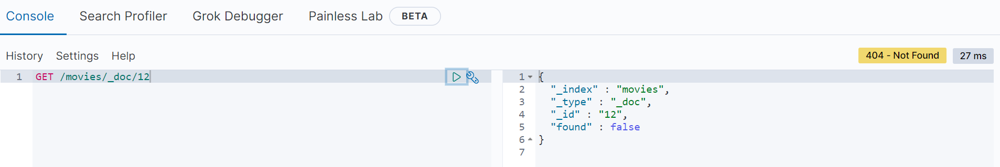 Console Search Profiler Grok Debugger Painless Lab BETA
History Settings Help 404 - Not Found 27 ms
1 GET /movies/_doc/12
1 {
2 "_index" : "movies",
3 "_type" : "_doc",
4 "_id" : "12",
5 "found" : false
6 }
7